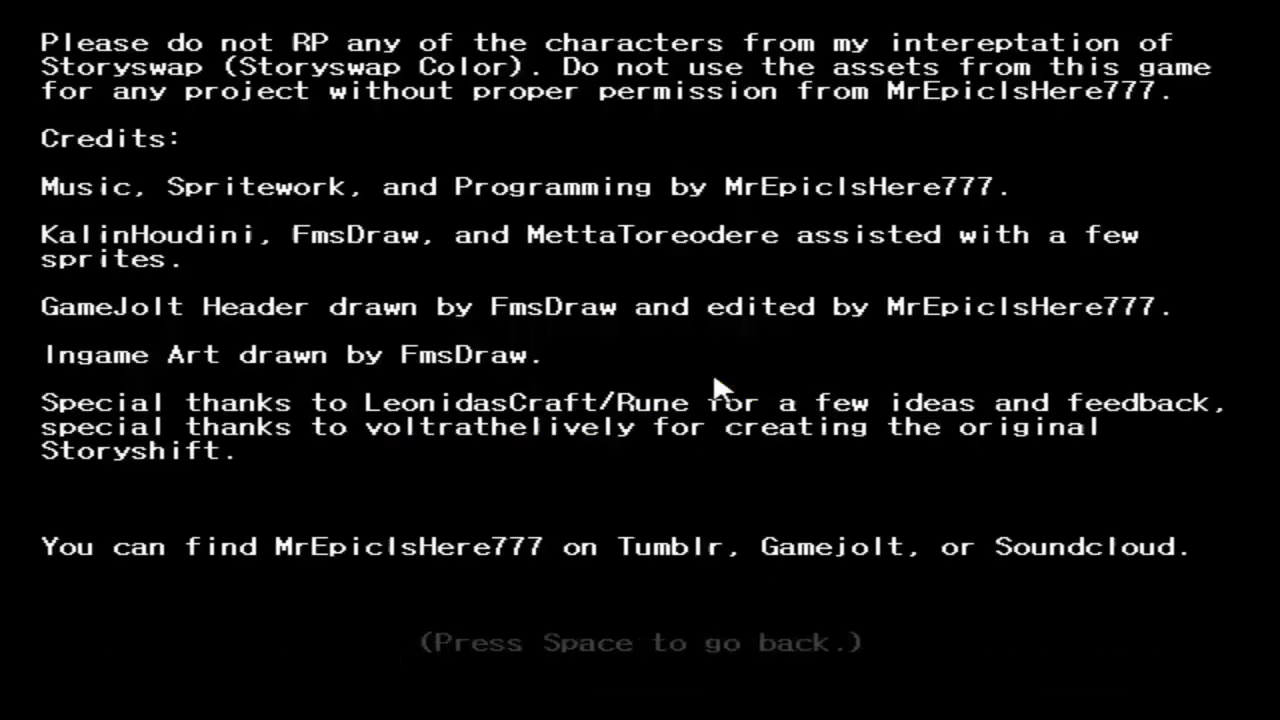 Please do not RP any of the characters from my intereptation of
Storyswap (Storyswap Color). Do not use the assets from this game
for any project without proper permission from MrEpicIsHere777.
Credits:
Music, Spritework, and Programming by MrEpicIsHere777.
KalinHoudini, FmsDraw, and MettaToreodere assisted with a few
sprites.
GameJolt Header drawn by FmsDraw and edited by MrEpicIsHere777.
Ingame Art drawn by FmsDraw.
Special thanks to LeonidasCraft/Rune for a few ideas and feedback,
special thanks to voltrathelively for creating the original
Storyshift.
You can find MrEpicIsHere777 on Tumblr, Gamejolt, or Soundcloud.
(Press Space to go back.)